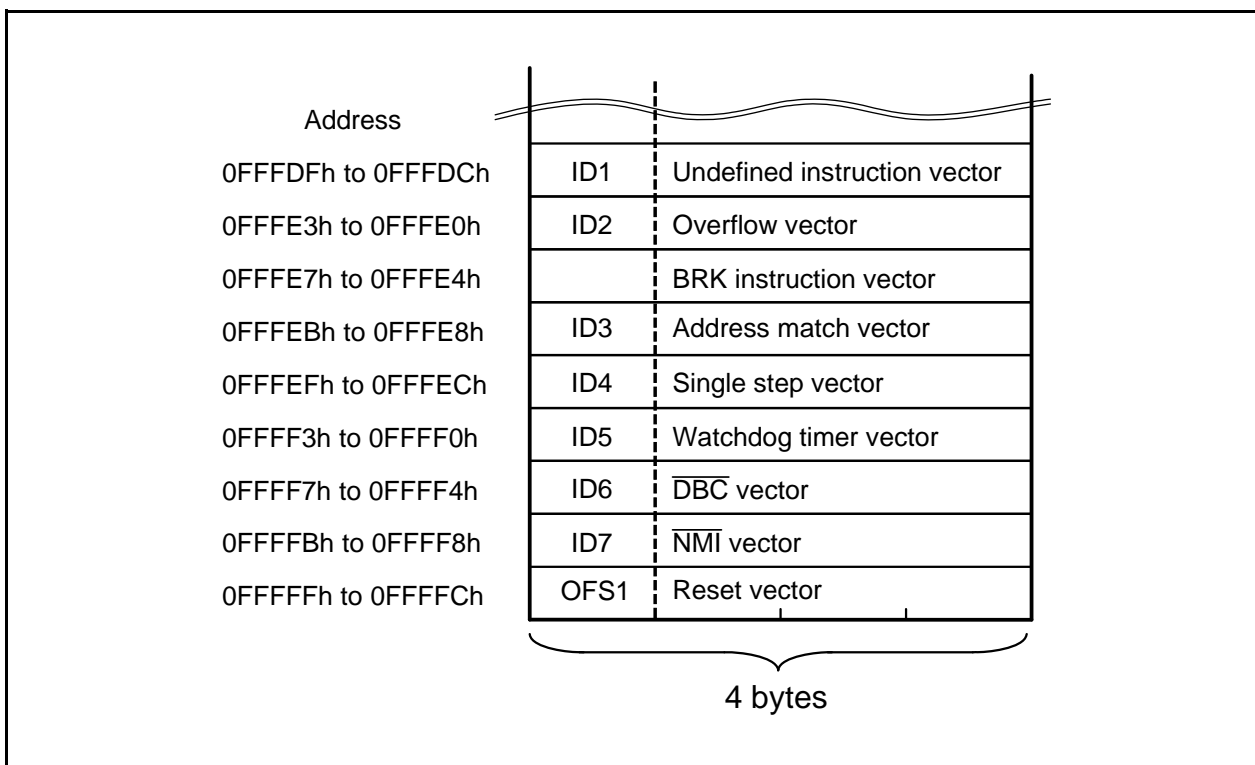 Address
0FFFDFh to 0FFFDCh ID1 Undefined instruction vector
0FFFE3h to 0FFFE0h ID2 Overflow vector
0FFFE7h to 0FFFE4h BRK instruction vector
0FFFEBh to 0FFFE8h ID3 Address match vector
0FFFEFh to 0FFFECh ID4 Single step vector
0FFFF3h to 0FFFF0h ID5 Watchdog timer vector
0FFFF7h to 0FFFF4h ID6 D̅B̅C̅ vector
0FFFFBh to 0FFFF8h ID7 N̅M̅I̅ vector
0FFFFFh to 0FFFFCh OFS1 Reset vector
4 bytes